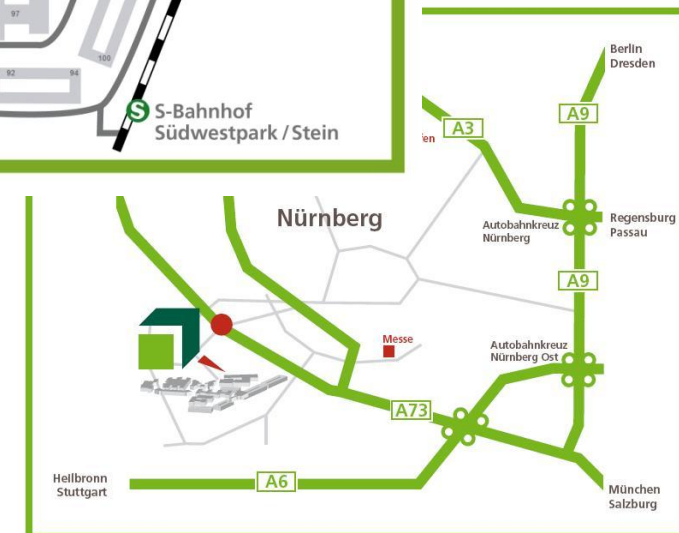 97
92
94
100
S
S-Bahnhof
Südwestpark / Stein
Berlin
Dresden
A9
A3
en
Nürnberg
Autobahnkreuz
Nürnberg
Regensburg
Passau
A9
Messe
Autobahnkreuz
Nürnberg Ost
A73
Heilbronn
Stuttgart
A6
München
Salzburg